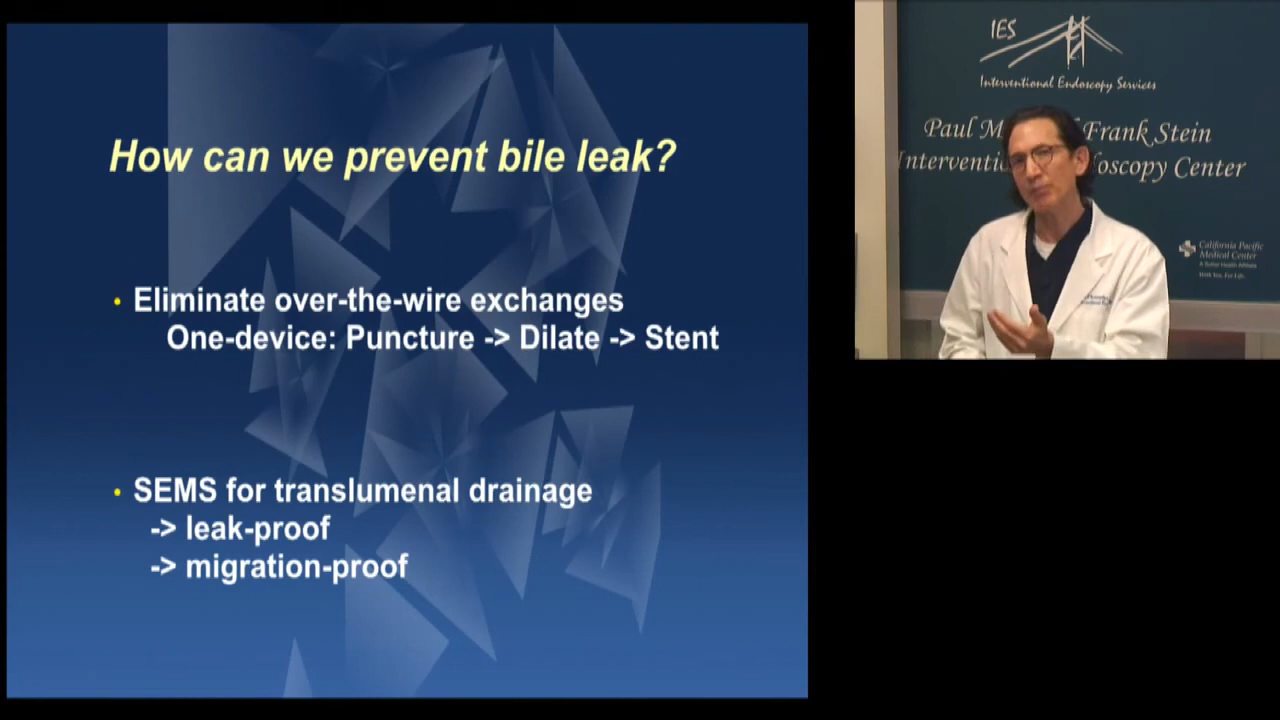 How can we prevent bile leak?
• Eliminate over-the-wire exchanges
One-device: Puncture -> Dilate -> Stent
• SEMS for translumenal drainage
-> leak-proof
-> migration-proof
IES
Interventional Endoscopy Services
Paul Frank Stein
Center
California Pacific
Medical Center
A Sutter Health Affiliate
With You. For Life.